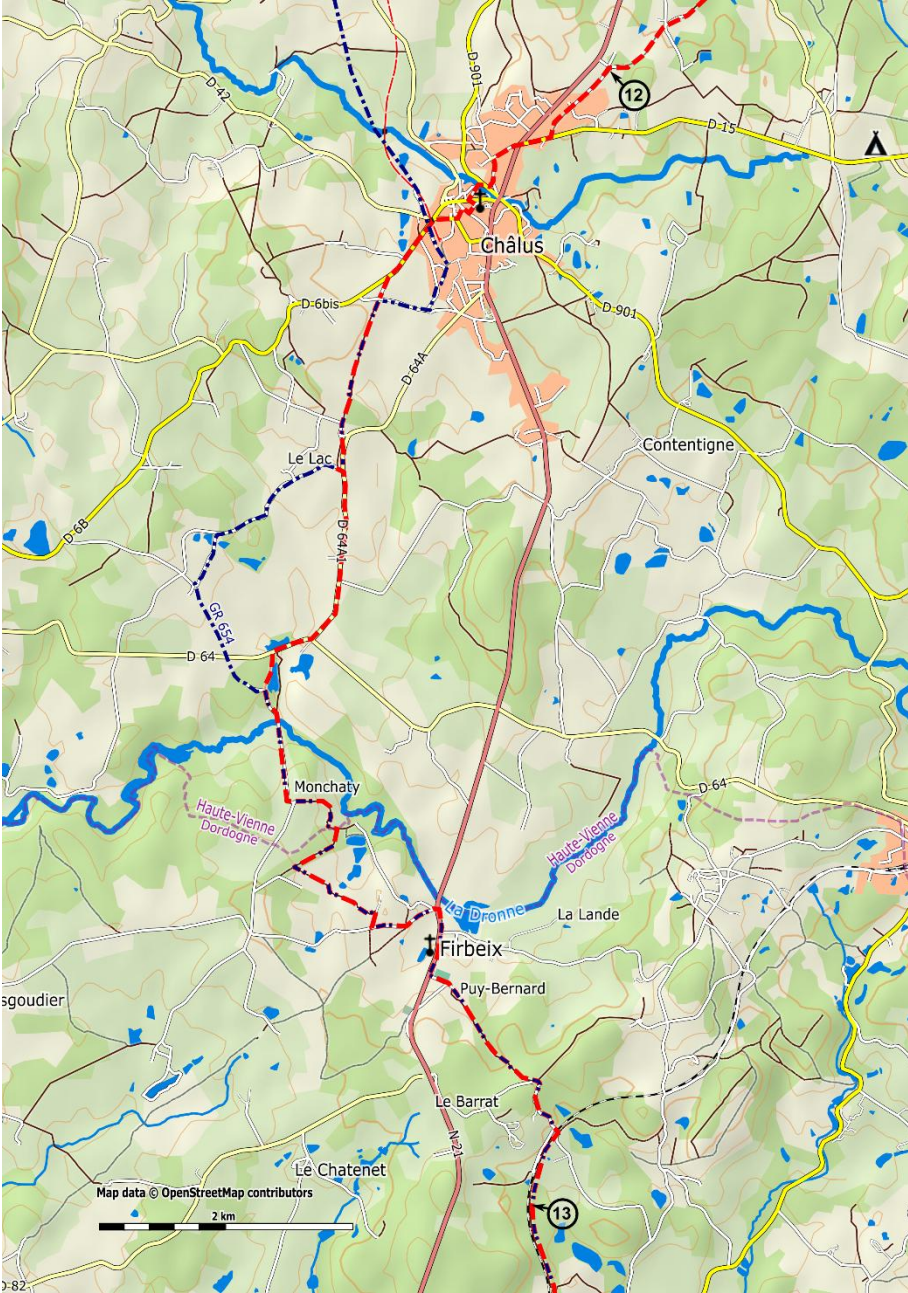 D 901
D 42
12
D 15
Châlus
D 6bis
D 901
D 64A
Contentigne
Le Lac
D 6B
D 64A1
GR 654
D 64
Monchaty
D 64
Haute-Vienne
Dordogne
Haute-Vienne
Dordogne
La Dronne
La Lande
Firbeix
Puy-Bernard
sgoudier
Le Barrat
N 21
Le Chatenet
Map data © OpenStreetMap contributors
2 km
13
D 82